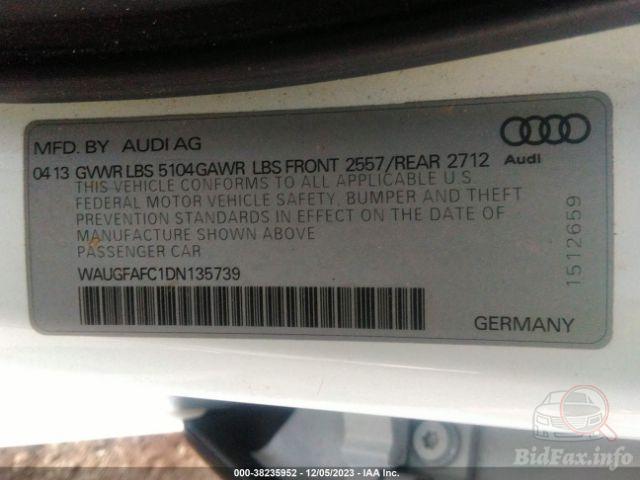 MFD. BY AUDI AG
0413 GVWR LBS 5104 GAWR LBS FRONT 2557/REAR 2712
Audi
THIS VEHICLE CONFORMS TO ALL APPLICABLE U.S.
FEDERAL MOTOR VEHICLE SAFETY, BUMPER AND THEFT
PREVENTION STANDARDS IN EFFECT ON THE DATE OF
MANUFACTURE SHOWN ABOVE
PASSENGER CAR
1512659
WAUGFAFC1DN135739
GERMANY
000-38235952 - 12/05/2023 - IAA Inc.
BidFax.info